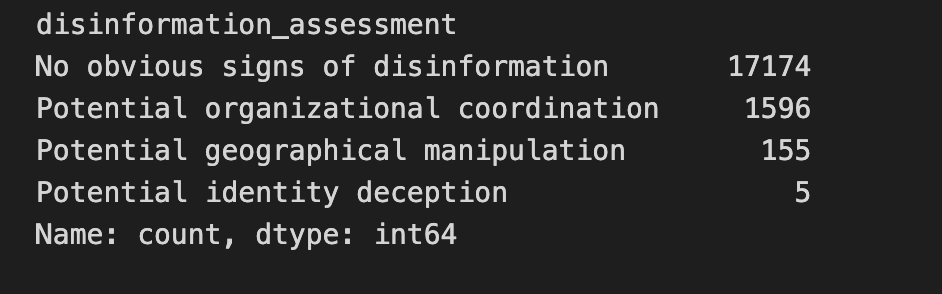 disinformation_assessment
No obvious signs of disinformation 17174
Potential organizational coordination 1596
Potential geographical manipulation 155
Potential identity deception 5
Name: count, dtype: int64